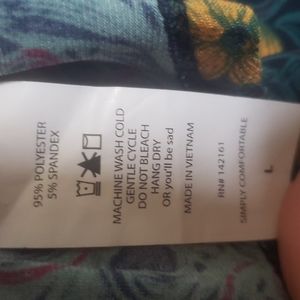 95% POLYESTER
5% SPANDEX
MACHINE WASH COLD
GENTLE CYCLE
DO NOT BLEACH
HANG DRY
OR you'll be sad
MADE IN VIETNAM
RN# 142161
SIMPLY COMFORTABLE
L